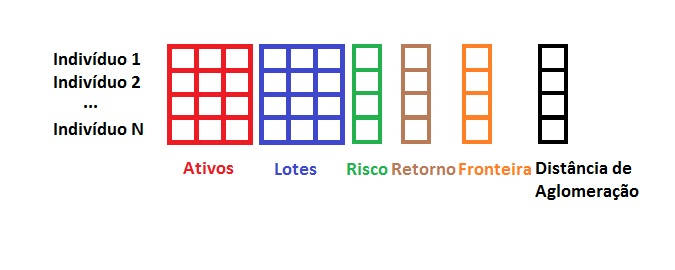 Indivíduo 1
Indivíduo 2
...
Indivíduo N
Ativos Lotes Risco Retorno Fronteira Distância de
Aglomeração